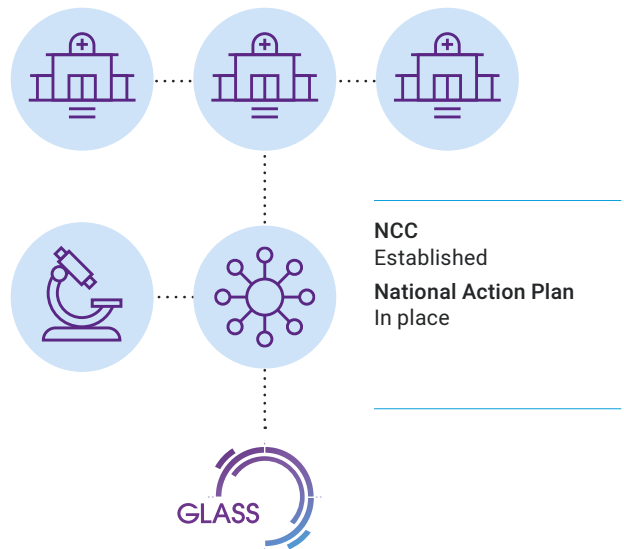 NCC
Established
National Action Plan
In place
GLASS